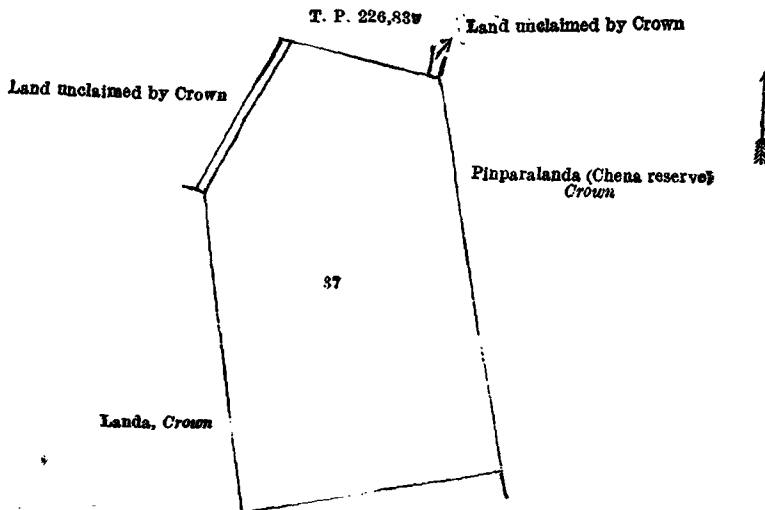 T. P. 226,83
Land unclaimed by Crown
Land unclaimed by Crown
Pinparalanda (Chena reserve)
Crown
37
Landa, Crown